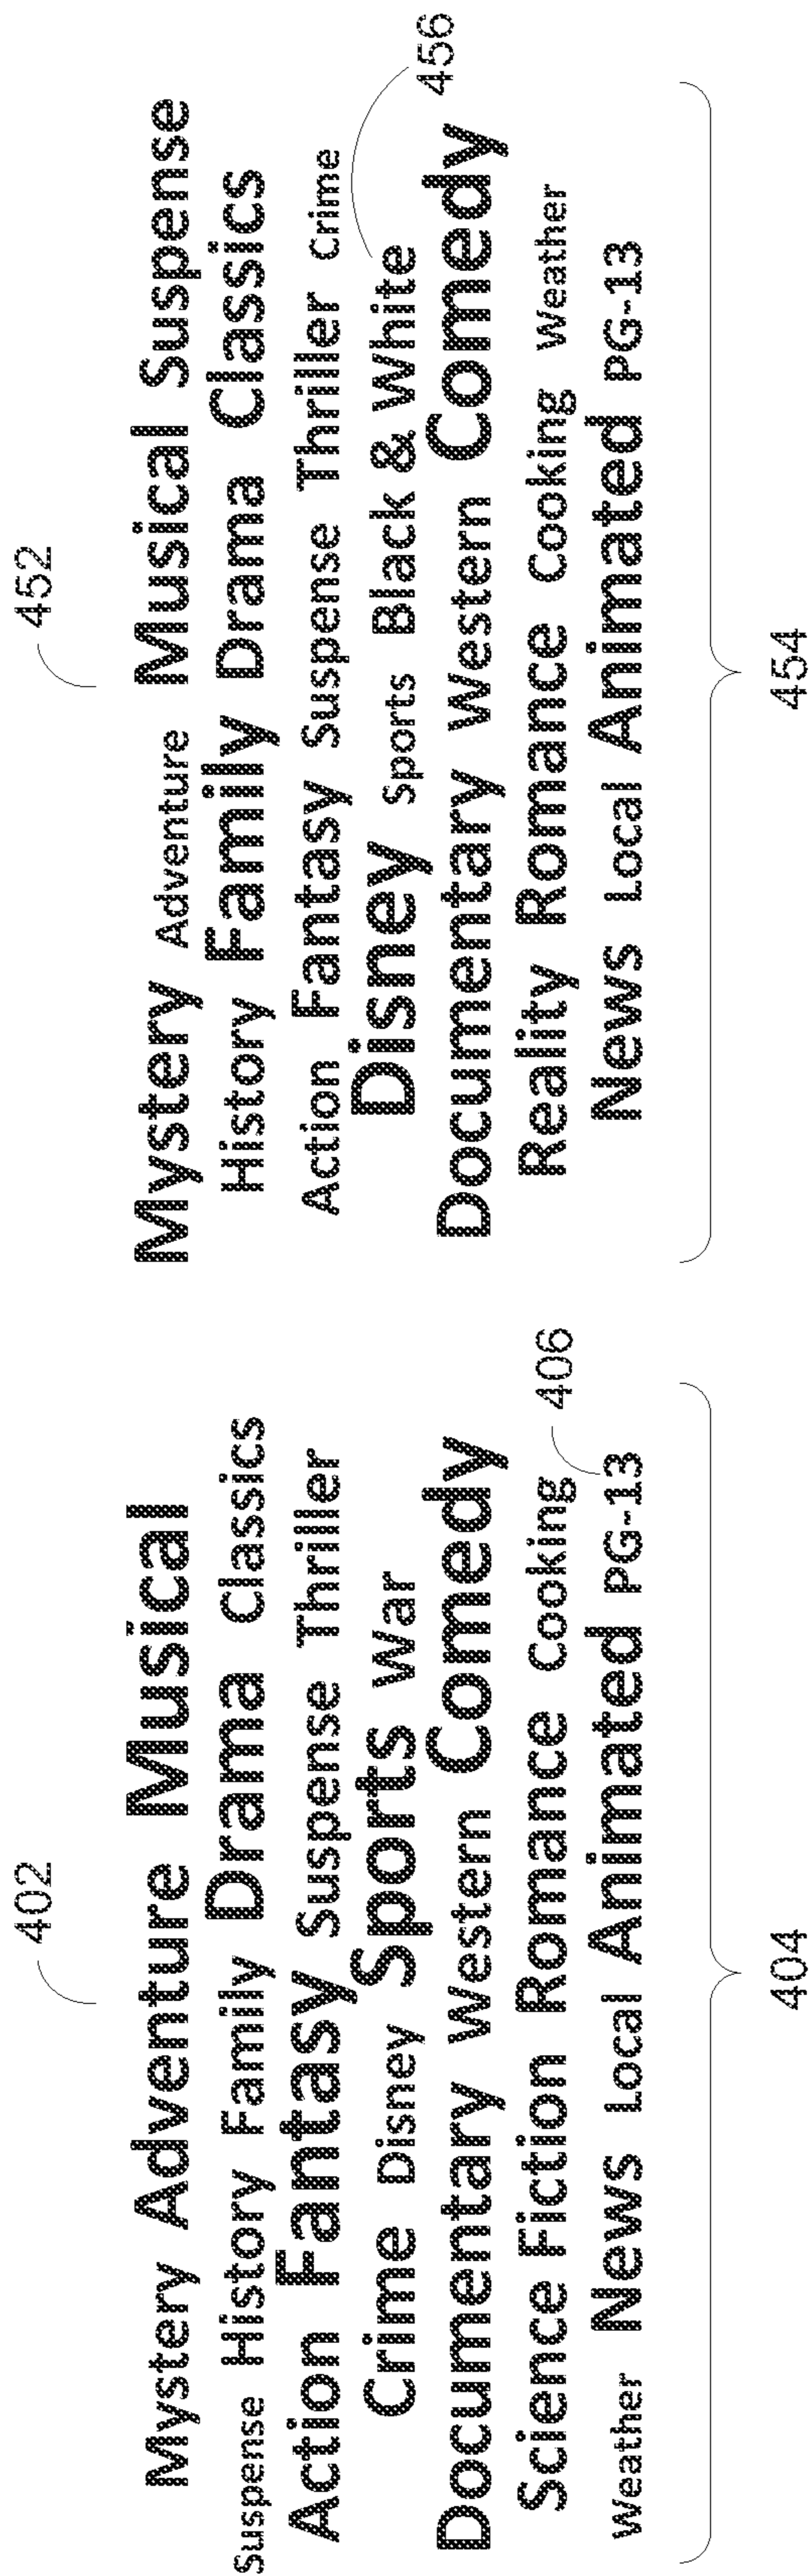 402
Mystery Adventure Musical
Suspense History Family Drama Classics
Action Fantasy Suspense Thriller
Crime Disney Sports War
Documentary Western Comedy
Science Fiction Romance Cooking
Weather News Local Animated PG-13
406
404
452
Mystery Adventure Musical Suspense
History Family Drama Classics
Action Fantasy Suspense Thriller Crime
Disney Sports Black & White
Documentary Western Comedy
Reality Romance Cooking Weather
News Local Animated PG-13
456
454